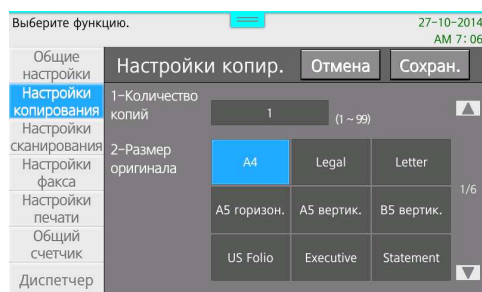 Выберите функцию.
27-10-2014
AM 7:06
Общие
настройки
Настройки
копирования
Настройки
сканирования
Настройки
факса
Настройки
печати
Общий
счетчик
Диспетчер
Настройки копир.
Отмена
Сохран.
1-Количество
копий
1
(1~99)
2-Размер
оригинала
A4
Legal
Letter
A5 горизон.
A5 вертик.
B5 вертик.
US Folio
Executive
Statement
1/6